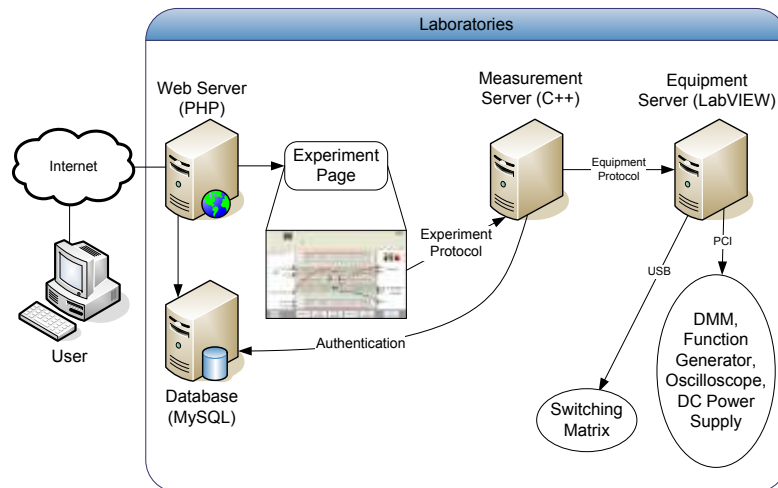 Laboratories
Web Server
(PHP)
Measurement
Server (C++)
Equipment
Server (LabVIEW)
Internet
Experiment
Page
Equipment
Protocol
Experiment
Protocol
USB
PCI
User
Authentication
Database
(MySQL)
Switching
Matrix
DMM,
Function
Generator,
Oscilloscope,
DC Power
Supply